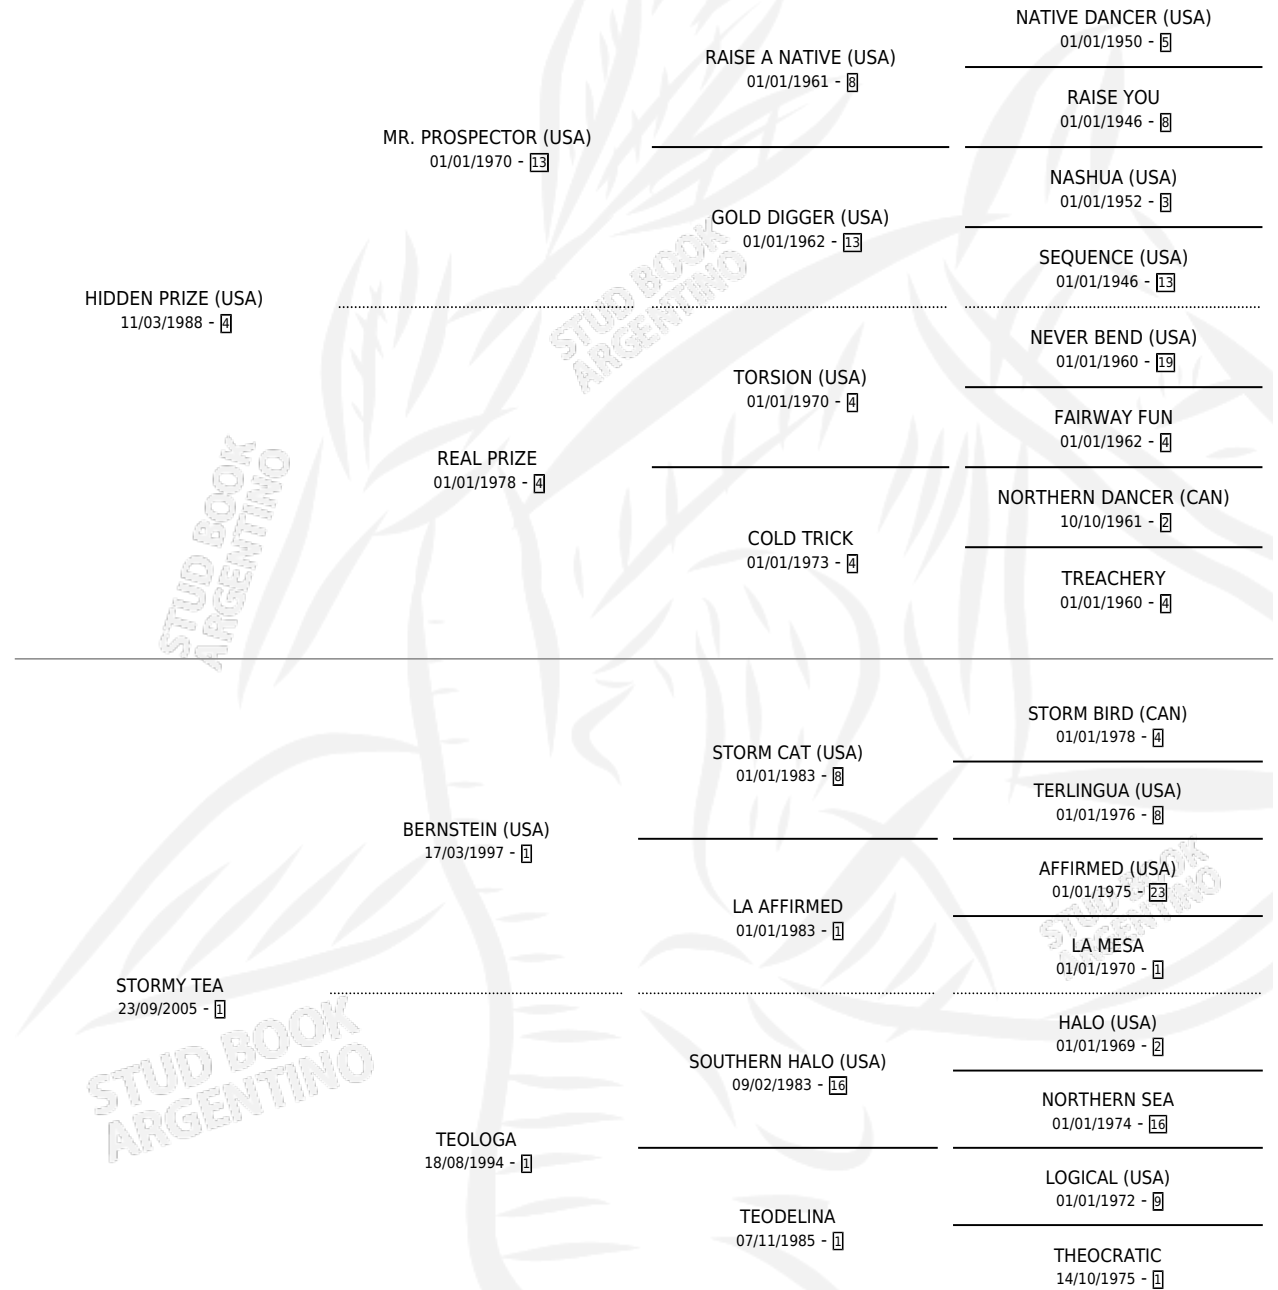 NATIVE DANCER (USA)
01/01/1950 - 5
RAISE A NATIVE (USA)
01/01/1961 - 8
RAISE YOU
01/01/1946 - 8
MR. PROSPECTOR (USA)
01/01/1970 - 13
NASHUA (USA)
01/01/1952 - 3
GOLD DIGGER (USA)
01/01/1962 - 13
SEQUENCE (USA)
01/01/1946 - 13
HIDDEN PRIZE (USA)
11/03/1988 - 4
NEVER BEND (USA)
01/01/1960 - 19
TORSION (USA)
01/01/1970 - 4
FAIRWAY FUN
01/01/1962 - 4
REAL PRIZE
01/01/1978 - 4
NORTHERN DANCER (CAN)
10/10/1961 - 2
COLD TRICK
01/01/1973 - 4
TREACHERY
01/01/1960 - 4
STORM BIRD (CAN)
01/01/1978 - 4
STORM CAT (USA)
01/01/1983 - 8
TERLINGUA (USA)
01/01/1976 - 8
BERNSTEIN (USA)
17/03/1997 - 1
AFFIRMED (USA)
01/01/1975 - 23
LA AFFIRMED
01/01/1983 - 1
LA MESA
01/01/1970 - 1
STORMY TEA
23/09/2005 - 1
HALO (USA)
01/01/1969 - 2
SOUTHERN HALO (USA)
09/02/1983 - 16
NORTHERN SEA
01/01/1974 - 16
TEOLOGA
18/08/1994 - 1
LOGICAL (USA)
01/01/1972 - 9
TEODELINA
07/11/1985 - 1
THEOCRATIC
14/10/1975 - 1
STUD BOOK
ARGENTINO
STUD BOOK
ARGENTINO
STUD BOOK
ARGENTINO
STUD BOOK
ARGENTINO